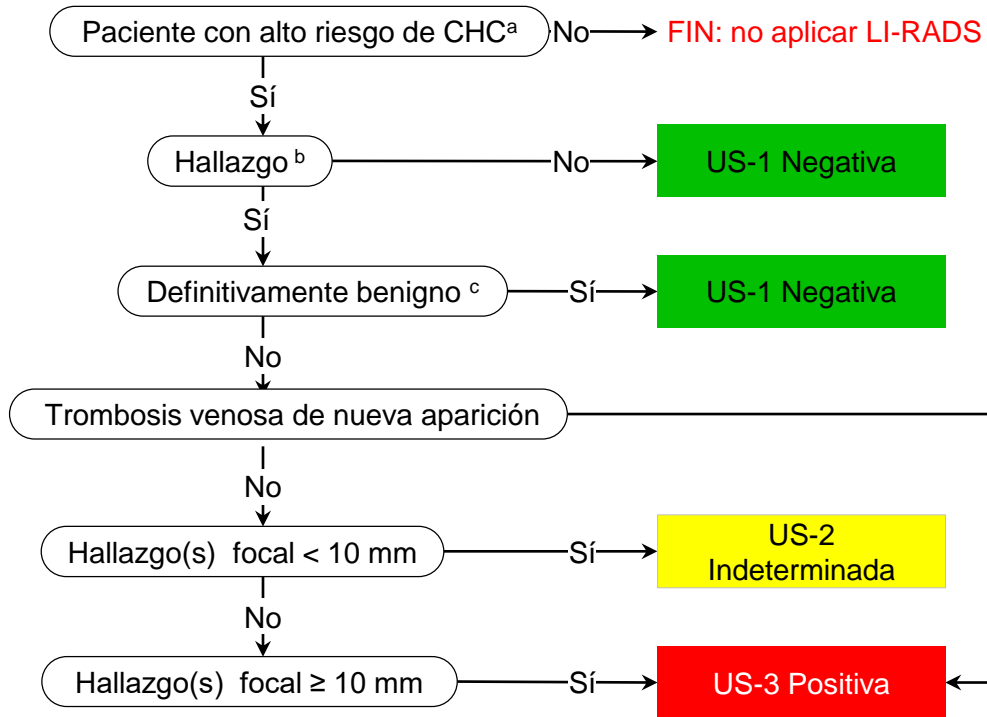 Paciente con alto riesgo de CHCᵃ No FIN: no aplicar LI-RADS
Sí
Hallazgo ᵇ No US-1 Negativa
Sí
Definitivamente benigno ᶜ Sí US-1 Negativa
No
Trombosis venosa de nueva aparición
No
Hallazgo(s) focal < 10 mm Sí US-2
Indeterminada
No
Hallazgo(s) focal ≥ 10 mm Sí US-3 Positiva